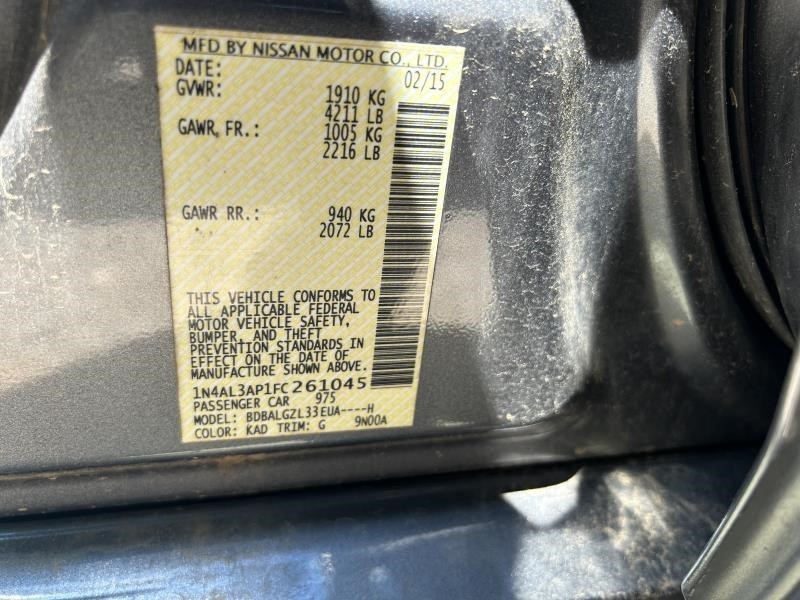 MFD BY NISSAN MOTOR CO., LTD.
DATE: 02/15
GVWR: 1910 KG
4211 LB
GAWR, FR.: 1005 KG
2216 LB
GAWR RR.: 940 KG
2072 LB
THIS VEHICLE CONFORMS TO
ALL APPLICABLE FEDERAL
MOTOR VEHICLE SAFETY,
BUMPER, AND THEFT
PREVENTION STANDARDS IN
EFFECT ON THE DATE OF
MANUFACTURE SHOWN ABOVE.
1N4AL3AP1FC261045
PASSENGER CAR 975
MODEL: BDBALGZL33EUA----H
COLOR: KAD TRIM: G 9N00A